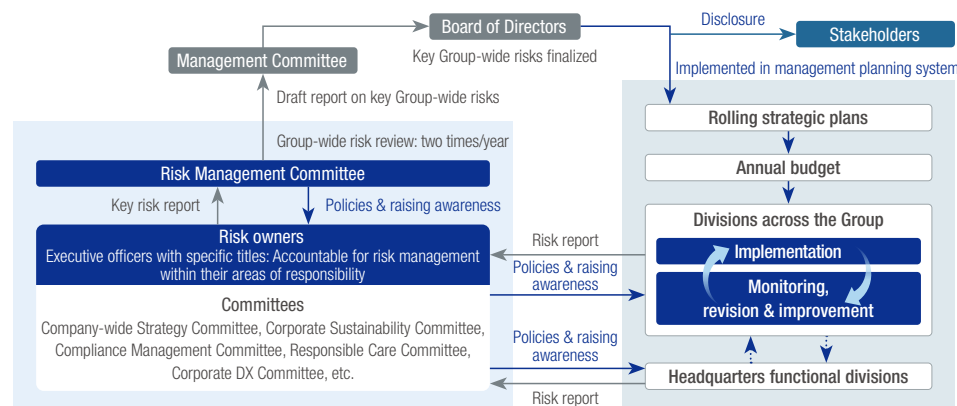 Board of Directors
Disclosure
Stakeholders
Management Committee
Key Group-wide risks finalized
Implemented in management planning system
Draft report on key Group-wide risks
Rolling strategic plans
Group-wide risk review: two times/year
Annual budget
Risk Management Committee
Key risk report
Policies & raising awareness
Divisions across the Group
Risk owners
Executive officers with specific titles: Accountable for risk management
within their areas of responsibility
Risk report
Implementation
Policies & raising
awareness
Monitoring,
revision & improvement
Committees
Company-wide Strategy Committee, Corporate Sustainability Committee,
Compliance Management Committee, Responsible Care Committee,
Corporate DX Committee, etc.
Policies & raising
awareness
Headquarters functional divisions
Risk report